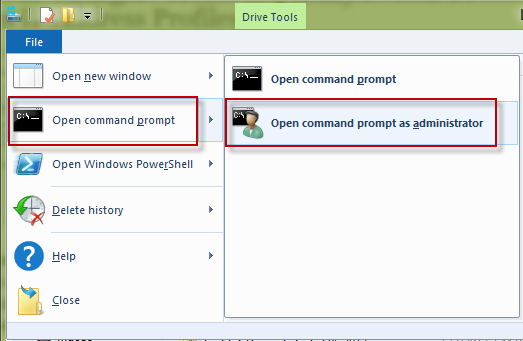 Drive Tools
File
Open new window
Open command prompt
Open Windows PowerShell
Delete history
Help
Close
Open command prompt
Open command prompt as administrator